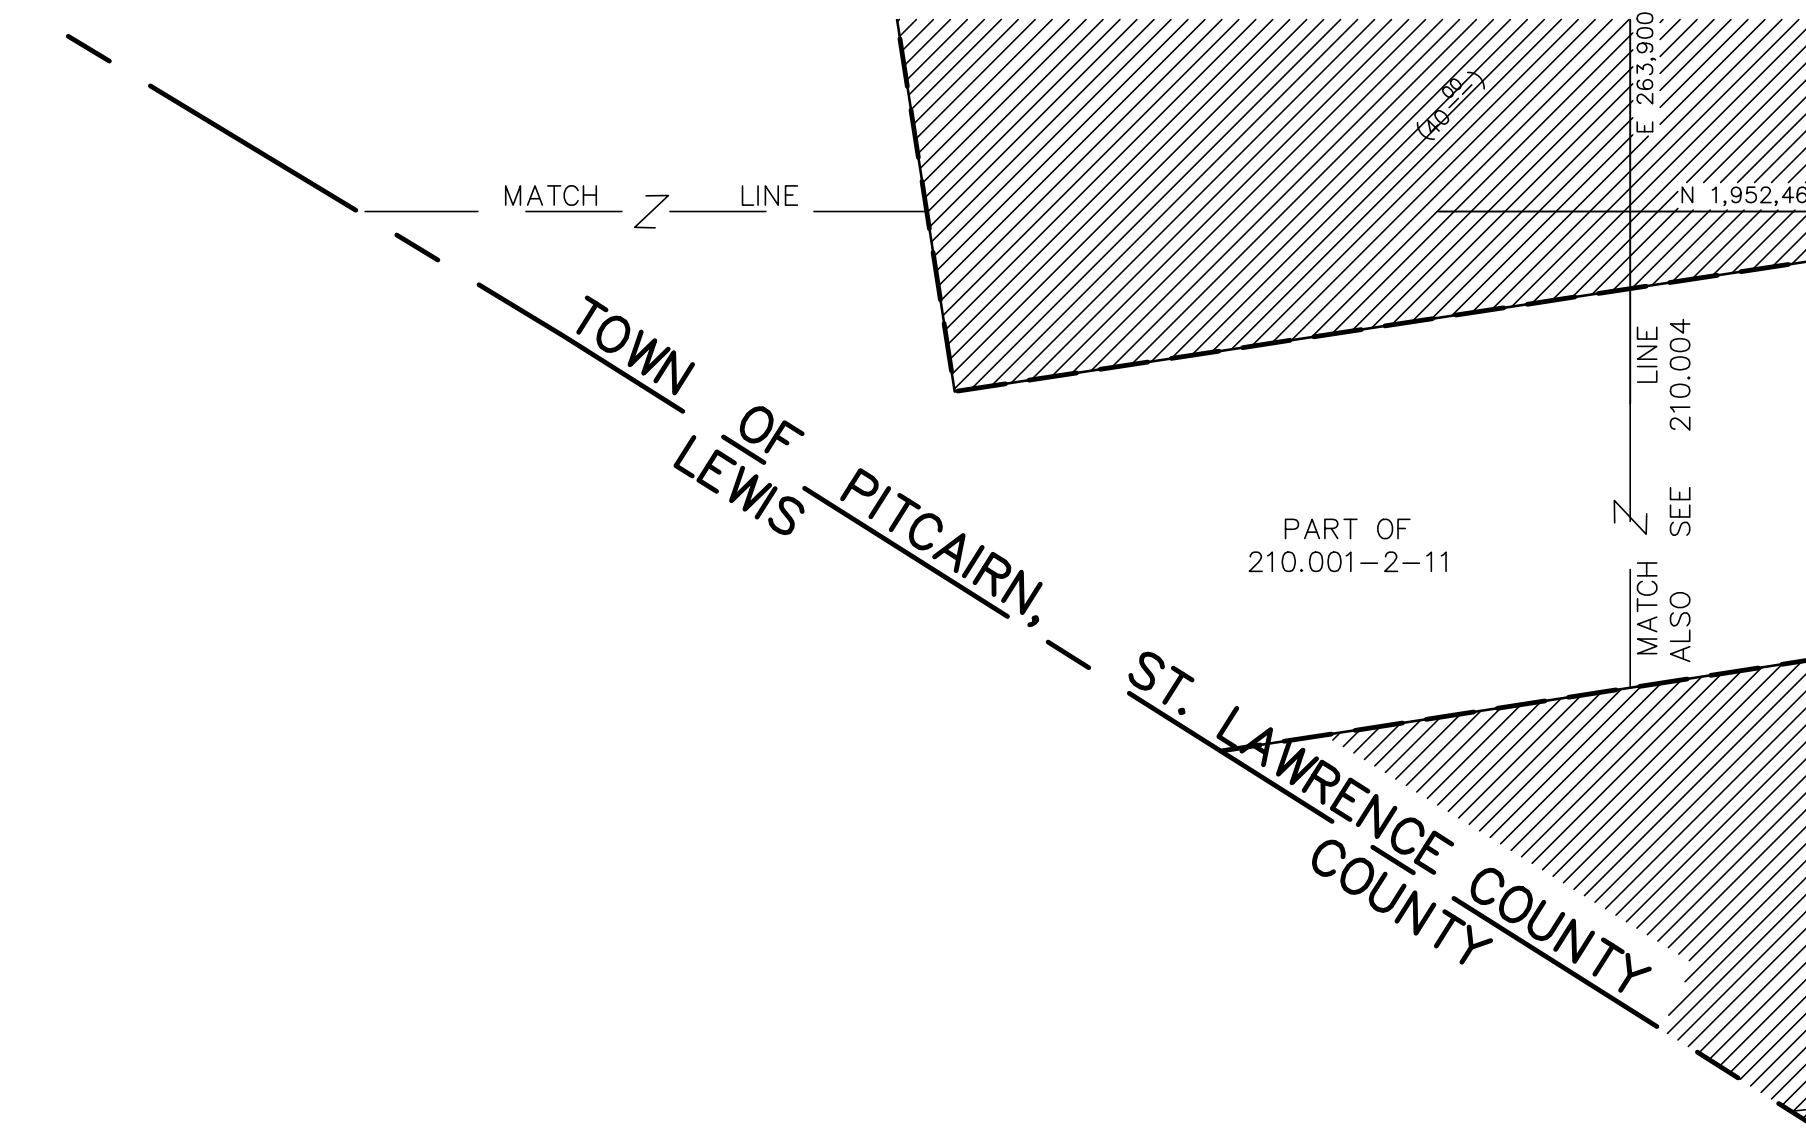 E 263,900
(40-00-)
MATCH Z LINE
N 1,952,46
TOWN OF PITCAIRN, ST. LAWRENCE COUNTY
LEWIS COUNTY
MATCH Z LINE
ALSO SEE 210.004
PART OF
210.001-2-11